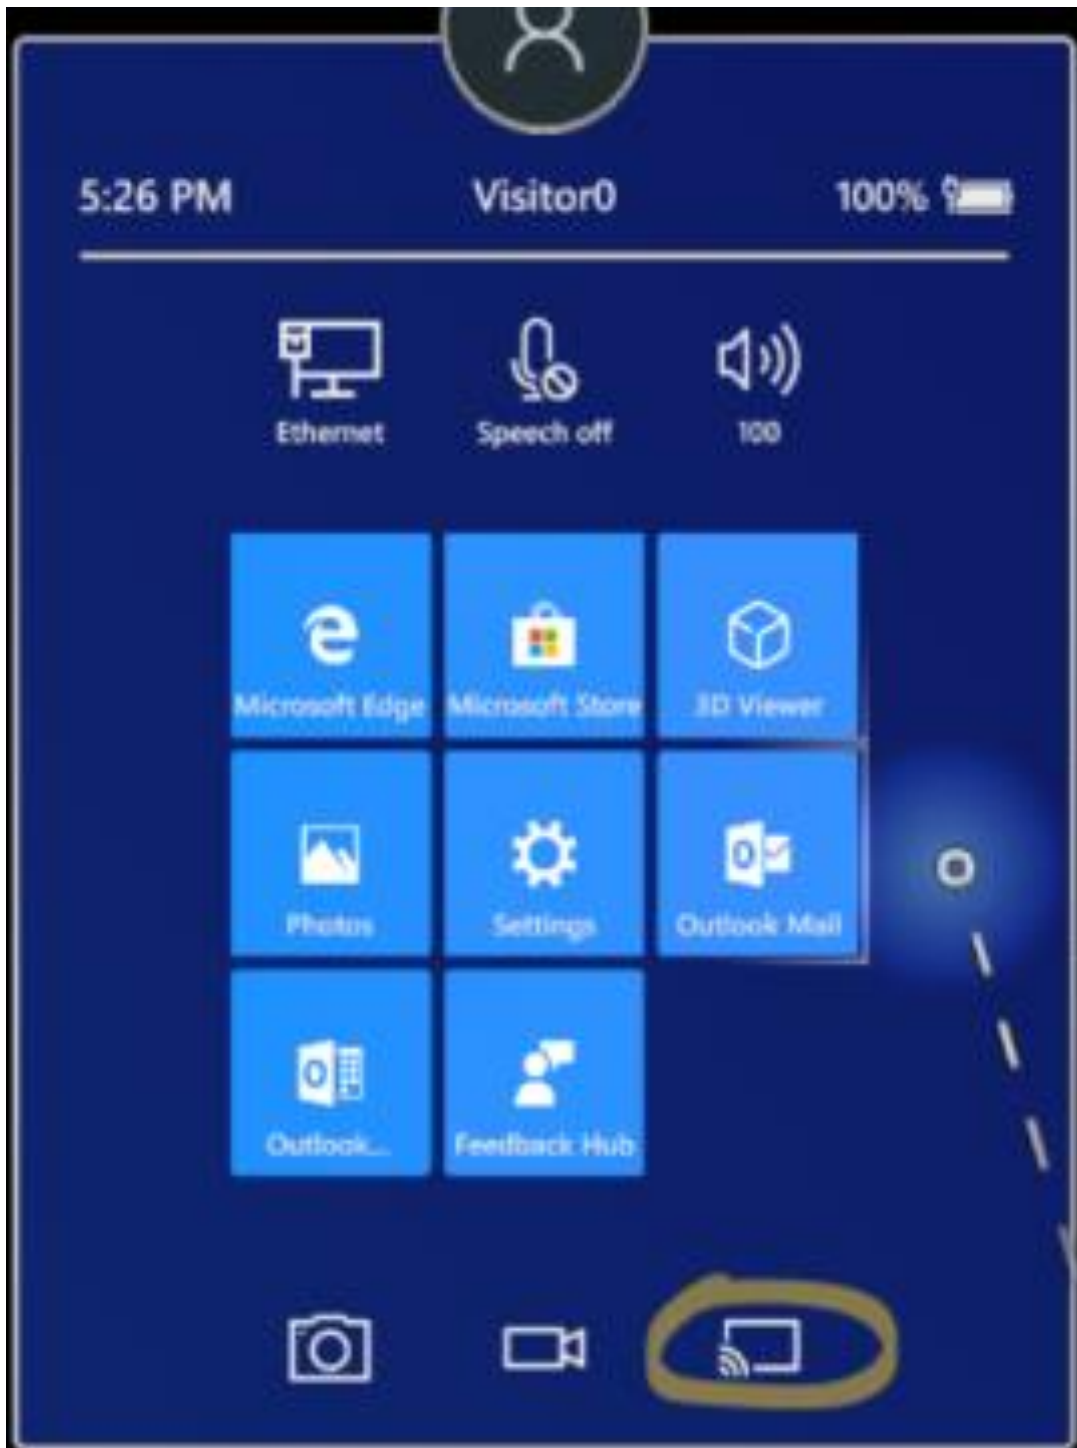 5:26 PM Visitor0 100%
Ethernet Speech off 100
Microsoft Edge Microsoft Store 3D Viewer
Photos Settings Outlook Mail
Outlook... Feedback Hub